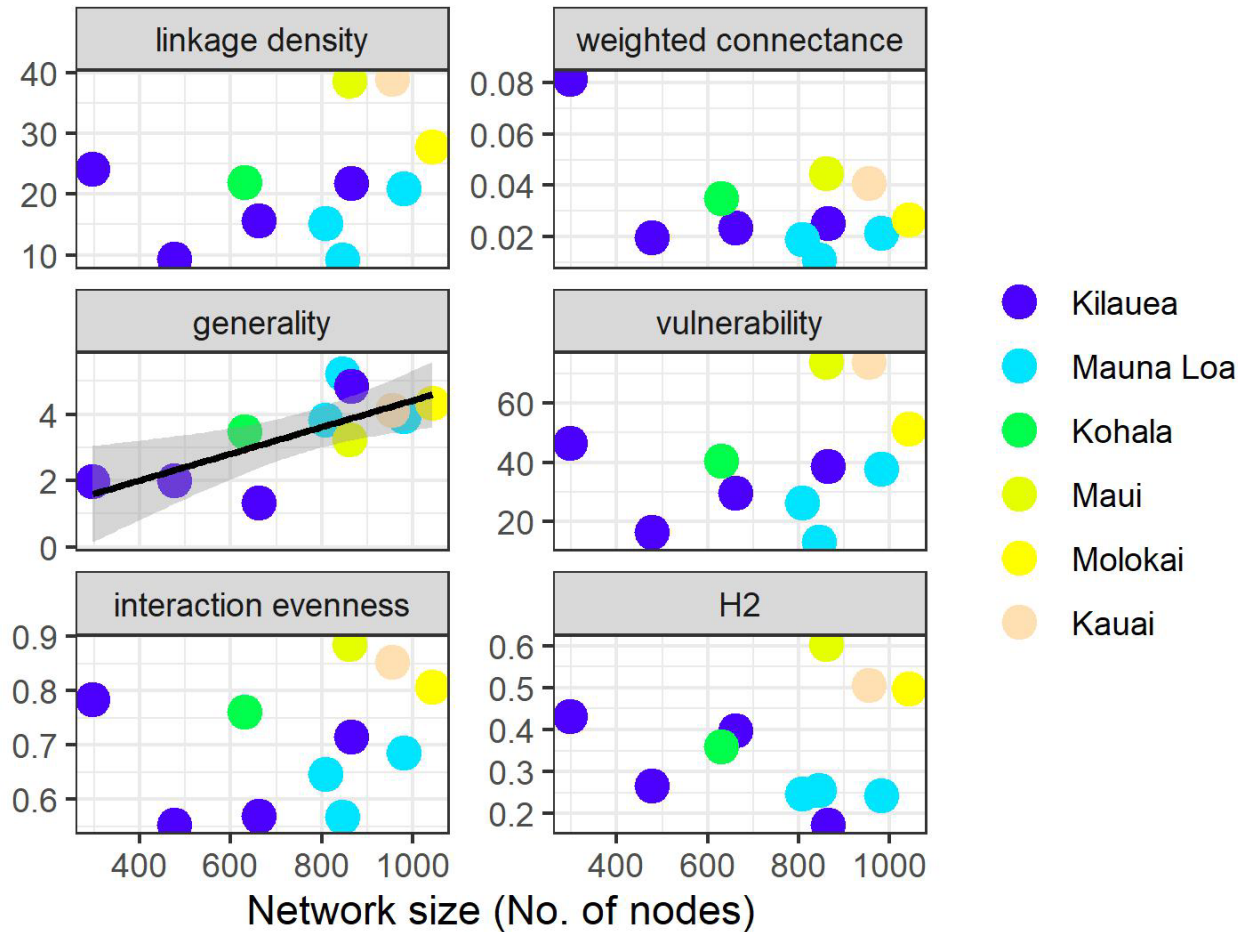 linkage density
weighted connectance
40
30
20
10
0.08
0.06
0.04
0.02
generality
vulnerability
4
2
0
60
40
20
interaction evenness
H2
0.9
0.8
0.7
0.6
0.6
0.5
0.4
0.3
0.2
400 600 800 1000
400 600 800 1000
Network size (No. of nodes)
Kilauea
Mauna Loa
Kohala
Maui
Molokai
Kauai